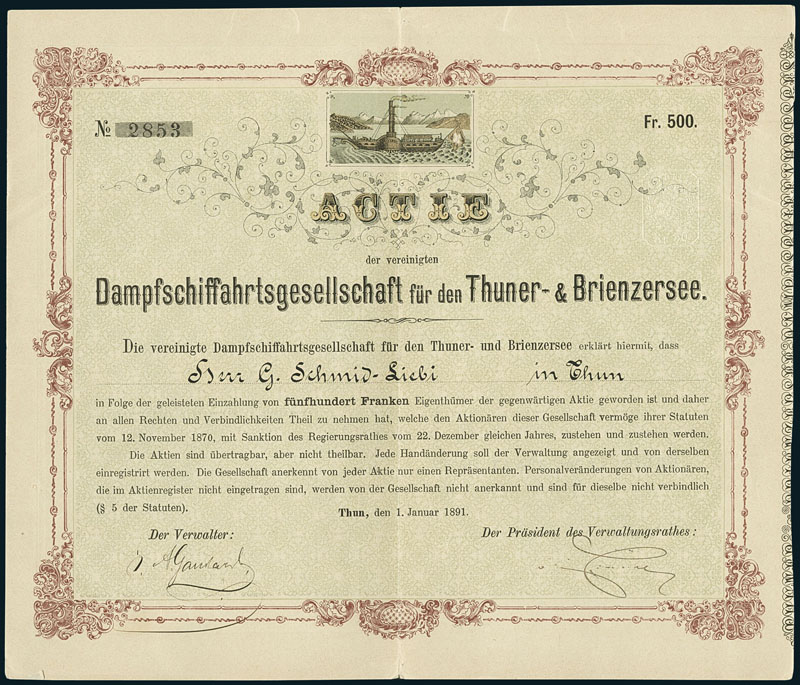 № 2853
Fr. 500.
ACTIE
der vereinigten
Dampfschiffahrtsgesellschaft für den Thuner- & Brienzersee.
Die vereinigte Dampfschiffahrtsgesellschaft für den Thuner- und Brienzersee erklärt hiermit, dass
Herr G. Schmid-Liebi in Thun
in Folge der geleisteten Einzahlung von fünfhundert Franken Eigenthümer der gegenwärtigen Aktie geworden ist und daher
an allen Rechten und Verbindlichkeiten Theil zu nehmen hat, welche den Aktionären dieser Gesellschaft vermöge ihrer Statuten
vom 12. November 1870, mit Sanktion des Regierungsrathes vom 22. Dezember gleichen Jahres, zustehen und zustehen werden.
Die Aktien sind übertragbar, aber nicht theilbar. Jede Handänderung soll der Verwaltung angezeigt und von derselben
einregistrirt werden. Die Gesellschaft anerkennt von jeder Aktie nur einen Repräsentanten. Personalveränderungen von Aktionären,
die im Aktienregister nicht eingetragen sind, werden von der Gesellschaft nicht anerkannt und sind für dieselbe nicht verbindlich
(§ 5 der Statuten).
Thun, den 1. Januar 1891.
Der Verwalter:
Der Präsident des Verwaltungsrathes: